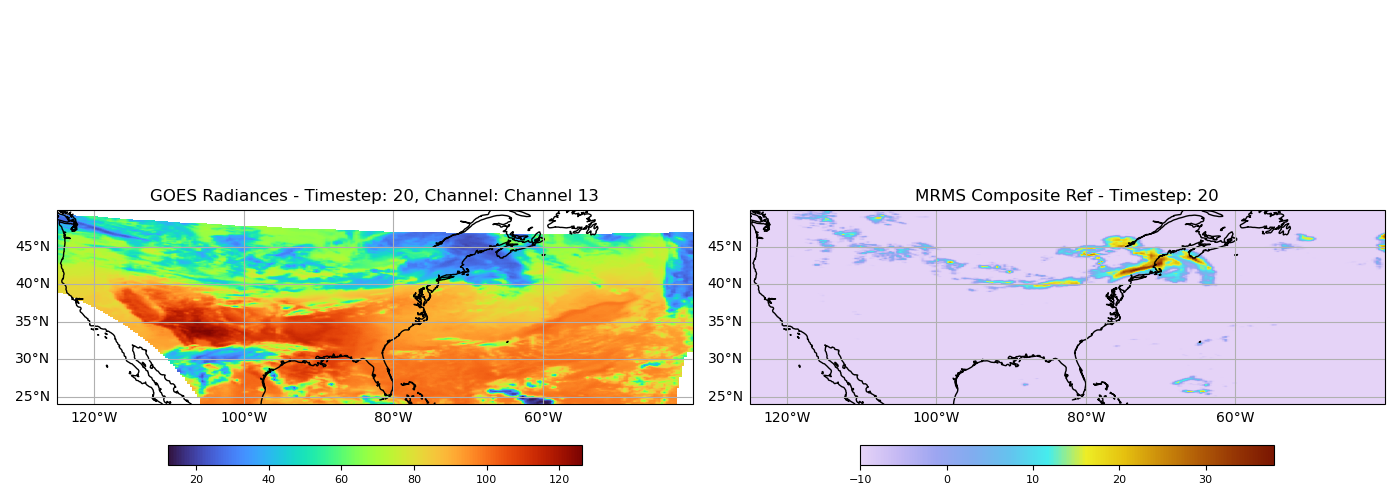 GOES Radiances - Timestep: 20, Channel: Channel 13
45°N
40°N
35°N
30°N
25°N
120°W 100°W 80°W 60°W
20 40 60 80 100 120
MRMS Composite Ref - Timestep: 20
45°N
40°N
35°N
30°N
25°N
120°W 100°W 80°W 60°W
−10 0 10 20 30